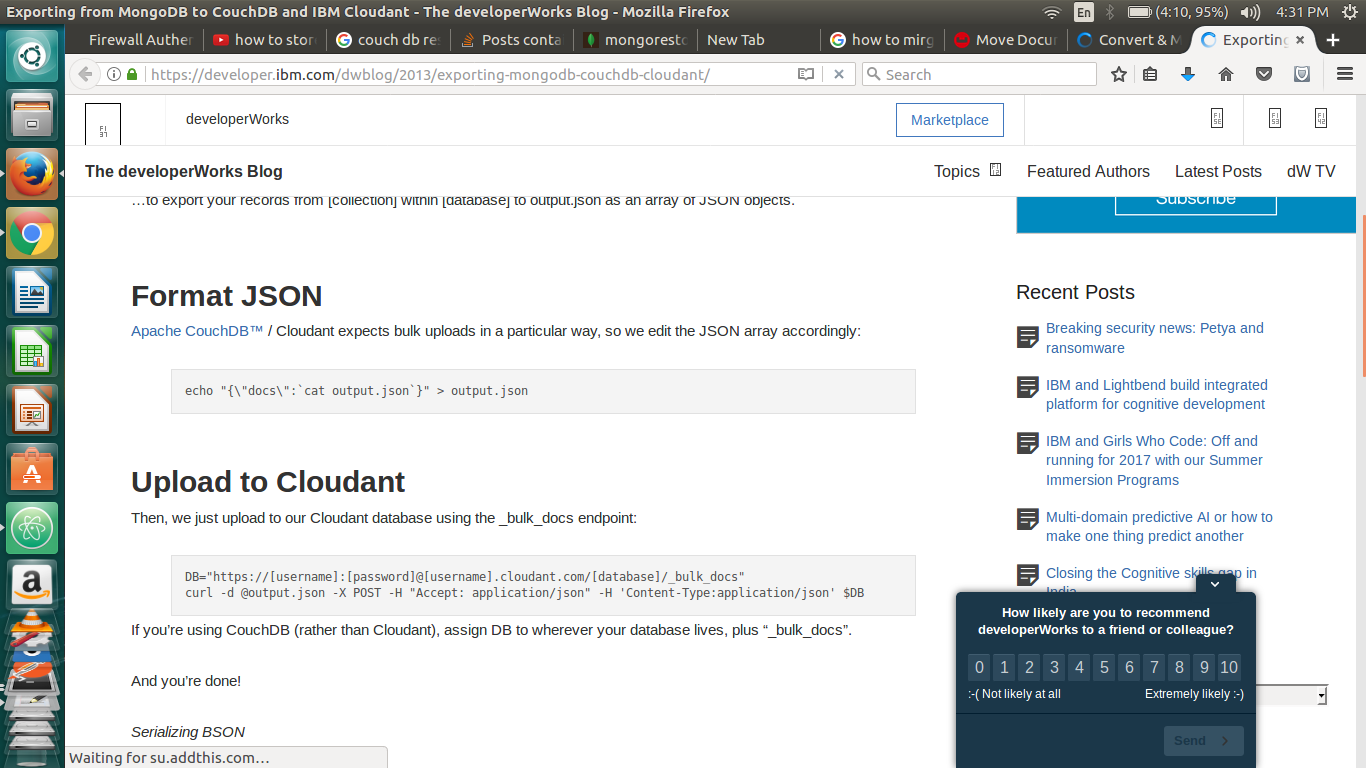 Exporting from MongoDB to CouchDB and IBM Cloudant - The developerWorks Blog - Mozilla Firefox
En
(4:10, 95%)
4:31 PM
Firewall Auther
how to stor
couch db re
Posts conta
mongoresto
New Tab
how to mirg
Move Docu
Convert & M
Exporting
https://developer.ibm.com/dwblog/2013/exporting-mongodb-couchdb-cloudant/
Search
developerWorks
Marketplace
The developerWorks Blog
Topics
Featured Authors
Latest Posts
dW TV
…to export your records from [collection] within [database] to output.json as an array of JSON objects.
Subscribe
Format JSON
Apache CouchDB™ / Cloudant expects bulk uploads in a particular way, so we edit the JSON array accordingly:
echo "{\"docs\":`cat output.json`}" > output.json
Upload to Cloudant
Then, we just upload to our Cloudant database using the _bulk_docs endpoint:
DB="https://[username]:[password]@[username].cloudant.com/[database]/_bulk_docs"
curl -d @output.json -X POST -H "Accept: application/json" -H 'Content-Type:application/json' $DB
If you’re using CouchDB (rather than Cloudant), assign DB to wherever your database lives, plus “_bulk_docs”.
And you’re done!
Serializing BSON
Recent Posts
Breaking security news: Petya and
ransomware
IBM and Lightbend build integrated
platform for cognitive development
IBM and Girls Who Code: Off and
running for 2017 with our Summer
Immersion Programs
Multi-domain predictive AI or how to
make one thing predict another
Closing the Cognitive skills gap in
India
How likely are you to recommend
developerWorks to a friend or colleague?
0 1 2 3 4 5 6 7 8 9 10
:-( Not likely at all
Extremely likely :-)
Send
Waiting for su.addthis.com…